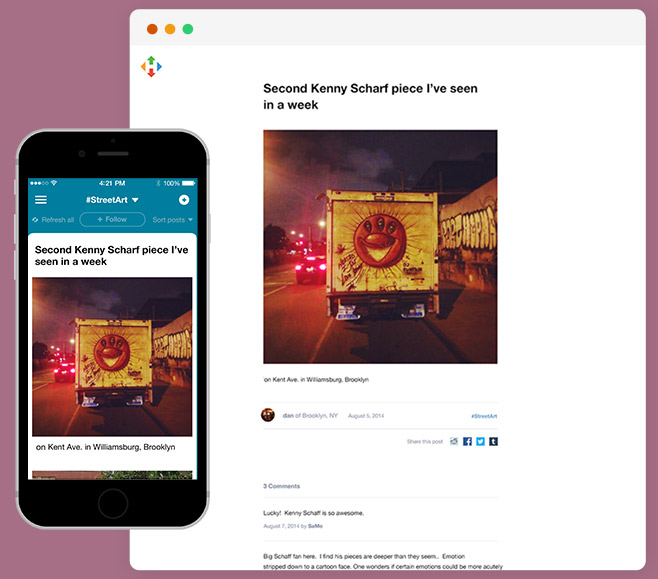 4:21 PM
100%
#StreetArt
Refresh all
+ Follow
Sort posts
Second Kenny Scharf piece I've
seen in a week
on Kent Ave. in Williamsburg, Brooklyn
Second Kenny Scharf piece I've seen
in a week
on Kent Ave. in Williamsburg, Brooklyn
dan of Brooklyn, NY
August 5, 2014
#StreetArt
Share this post
3 Comments
Lucky! Kenny Schaff is so awesome.
August 7, 2014 by SaMo
Big Scharf fan here. I find his pieces are deeper than they seem.. Emotion
stripped down to a cartoon face. One wonders if certain emotions could be more acutely